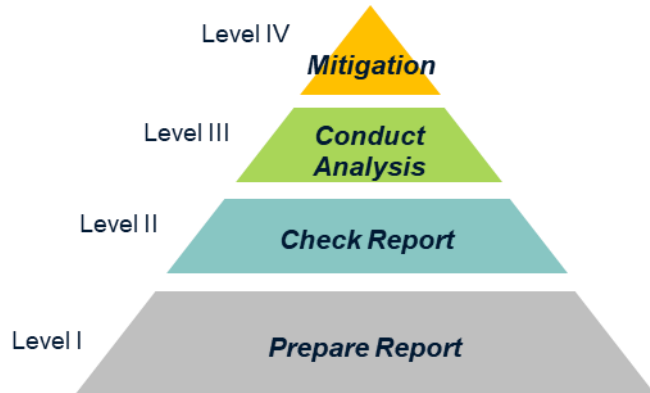 Level IV
Mitigation
Level III
Conduct
Analysis
Level II
Check Report
Level I
Prepare Report